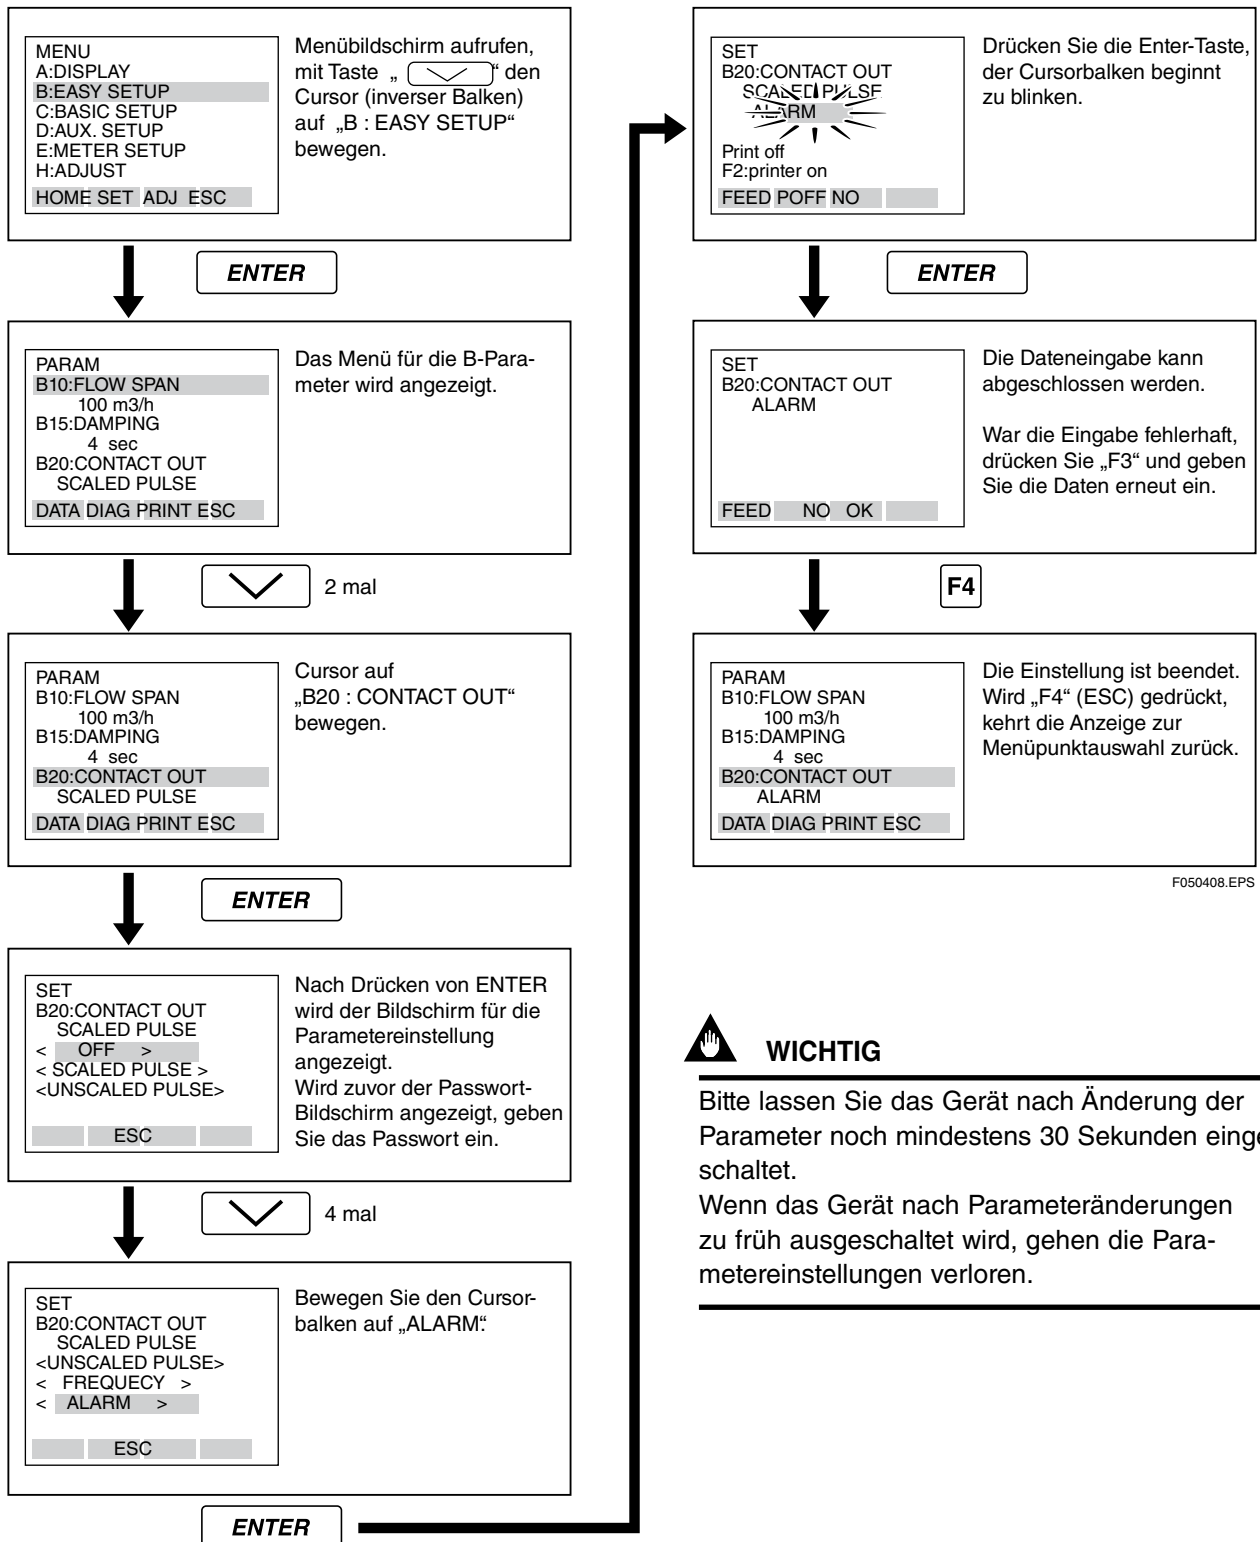 MENU
A:DISPLAY
B:EASY SETUP
C:BASIC SETUP
D:AUX. SETUP
E:METER SETUP
H:ADJUST
HOME SET ADJ ESC
Menübildschirm aufrufen,
mit Taste „ “ den
Cursor (inverser Balken)
auf „B : EASY SETUP“
bewegen.
ENTER
PARAM
B10:FLOW SPAN
100 m3/h
B15:DAMPING
4 sec
B20:CONTACT OUT
SCALED PULSE
DATA DIAG PRINT ESC
Das Menü für die B-Para-
meter wird angezeigt.
2 mal
PARAM
B10:FLOW SPAN
100 m3/h
B15:DAMPING
4 sec
B20:CONTACT OUT
SCALED PULSE
DATA DIAG PRINT ESC
Cursor auf
„B20 : CONTACT OUT“
bewegen.
ENTER
SET
B20:CONTACT OUT
SCALED PULSE
< OFF >
< SCALED PULSE >
<UNSCALED PULSE>
ESC
Nach Drücken von ENTER
wird der Bildschirm für die
Parametereinstellung
angezeigt.
Wird zuvor der Passwort-
Bildschirm angezeigt, geben
Sie das Passwort ein.
4 mal
SET
B20:CONTACT OUT
SCALED PULSE
<UNSCALED PULSE>
< FREQUECY >
< ALARM >
ESC
Bewegen Sie den Cursor-
balken auf „ALARM“.
ENTER
SET
B20:CONTACT OUT
SCALED PULSE
ALARM
Print off
F2:printer on
FEED POFF NO
Drücken Sie die Enter-Taste,
der Cursorbalken beginnt
zu blinken.
ENTER
SET
B20:CONTACT OUT
ALARM
FEED NO OK
Die Dateneingabe kann
abgeschlossen werden.
War die Eingabe fehlerhaft,
drücken Sie „F3“ und geben
Sie die Daten erneut ein.
F4
PARAM
B10:FLOW SPAN
100 m3/h
B15:DAMPING
4 sec
B20:CONTACT OUT
ALARM
DATA DIAG PRINT ESC
Die Einstellung ist beendet.
Wird „F4“ (ESC) gedrückt,
kehrt die Anzeige zur
Menüpunktauswahl zurück.
F050408.EPS
WICHTIG
Bitte lassen Sie das Gerät nach Änderung der
Parameter noch mindestens 30 Sekunden einge
schaltet.
Wenn das Gerät nach Parameteränderungen
zu früh ausgeschaltet wird, gehen die Para-
metereinstellungen verloren.